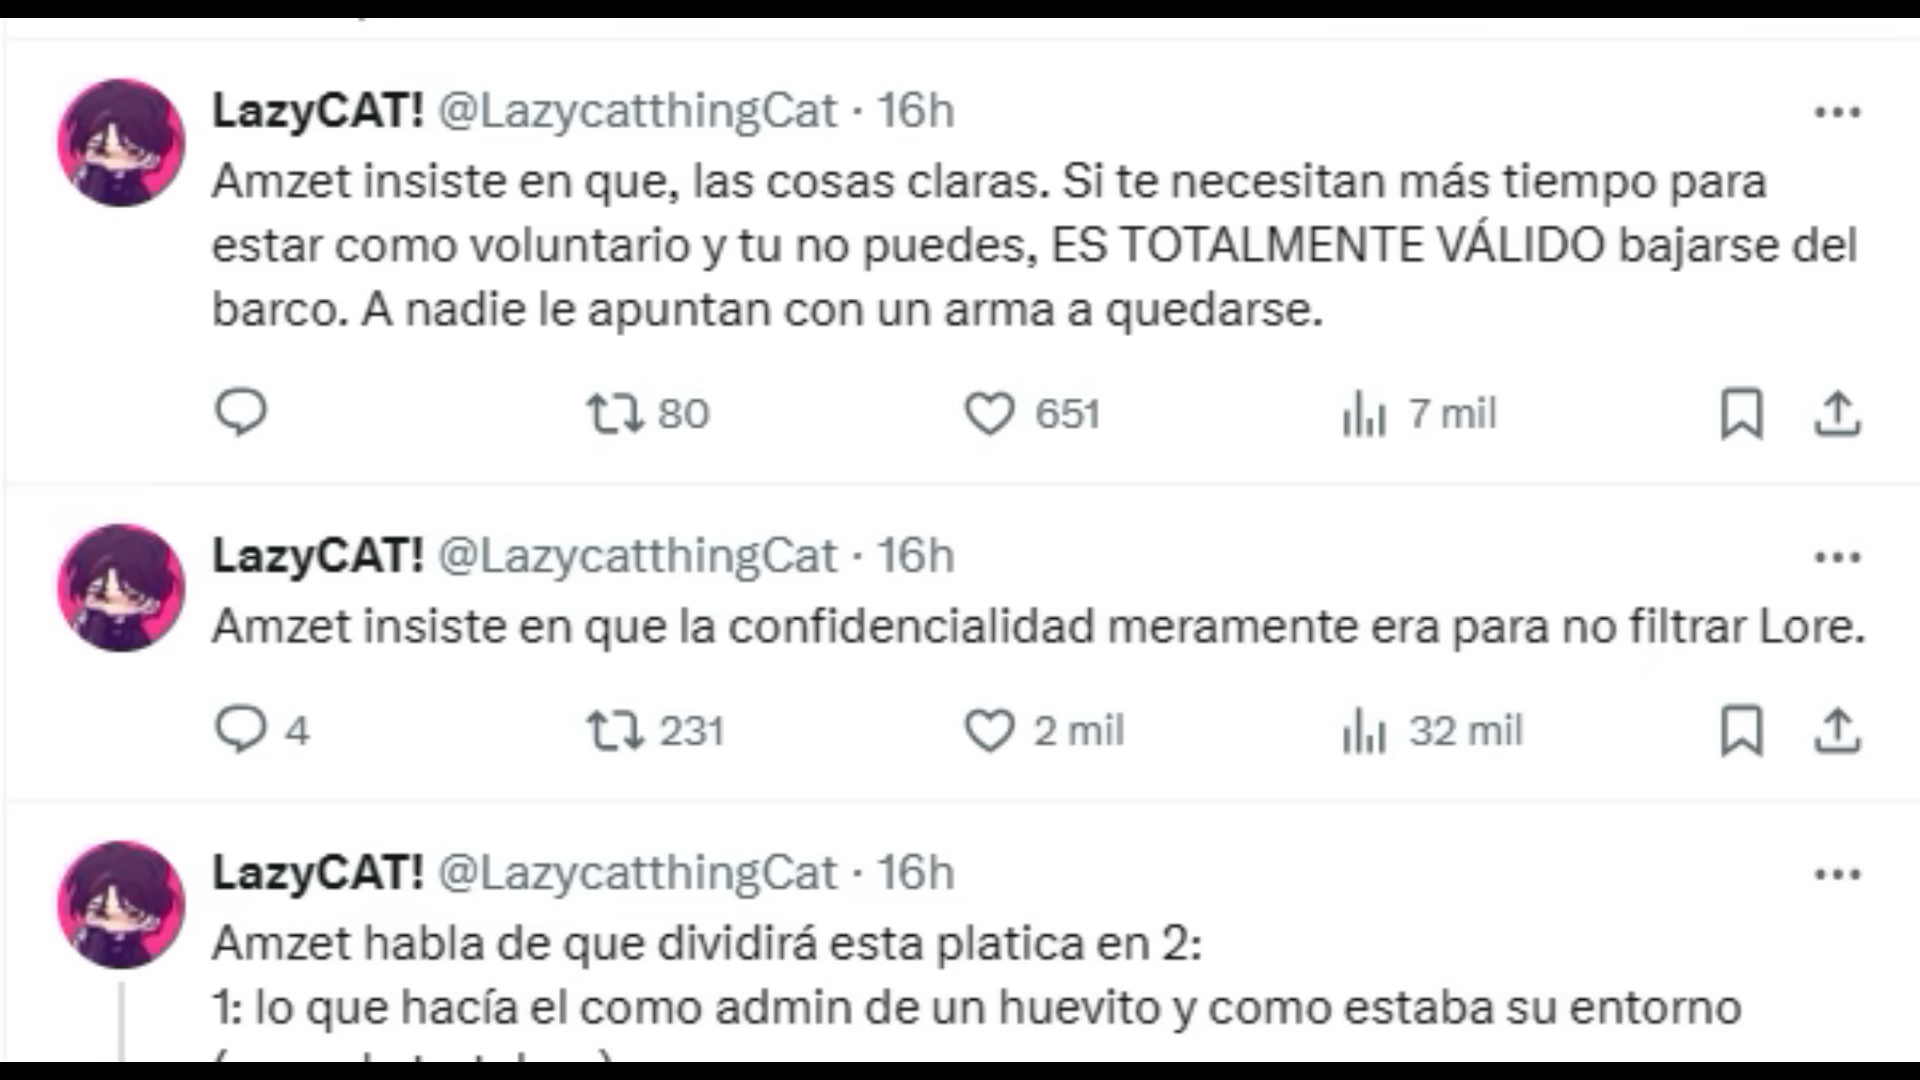 LazyCAT! @LazycatthingCat · 16h
Amzet insiste en que, las cosas claras. Si te necesitan más tiempo para
estar como voluntario y tu no puedes, ES TOTALMENTE VÁLIDO bajarse del
barco. A nadie le apuntan con un arma a quedarse.
80 651 7 mil
LazyCAT! @LazycatthingCat · 16h
Amzet insiste en que la confidencialidad meramente era para no filtrar Lore.
4 231 2 mil 32 mil
LazyCAT! @LazycatthingCat · 16h
Amzet habla de que dividirá esta platica en 2:
1: lo que hacía el como admin de un huevito y como estaba su entorno